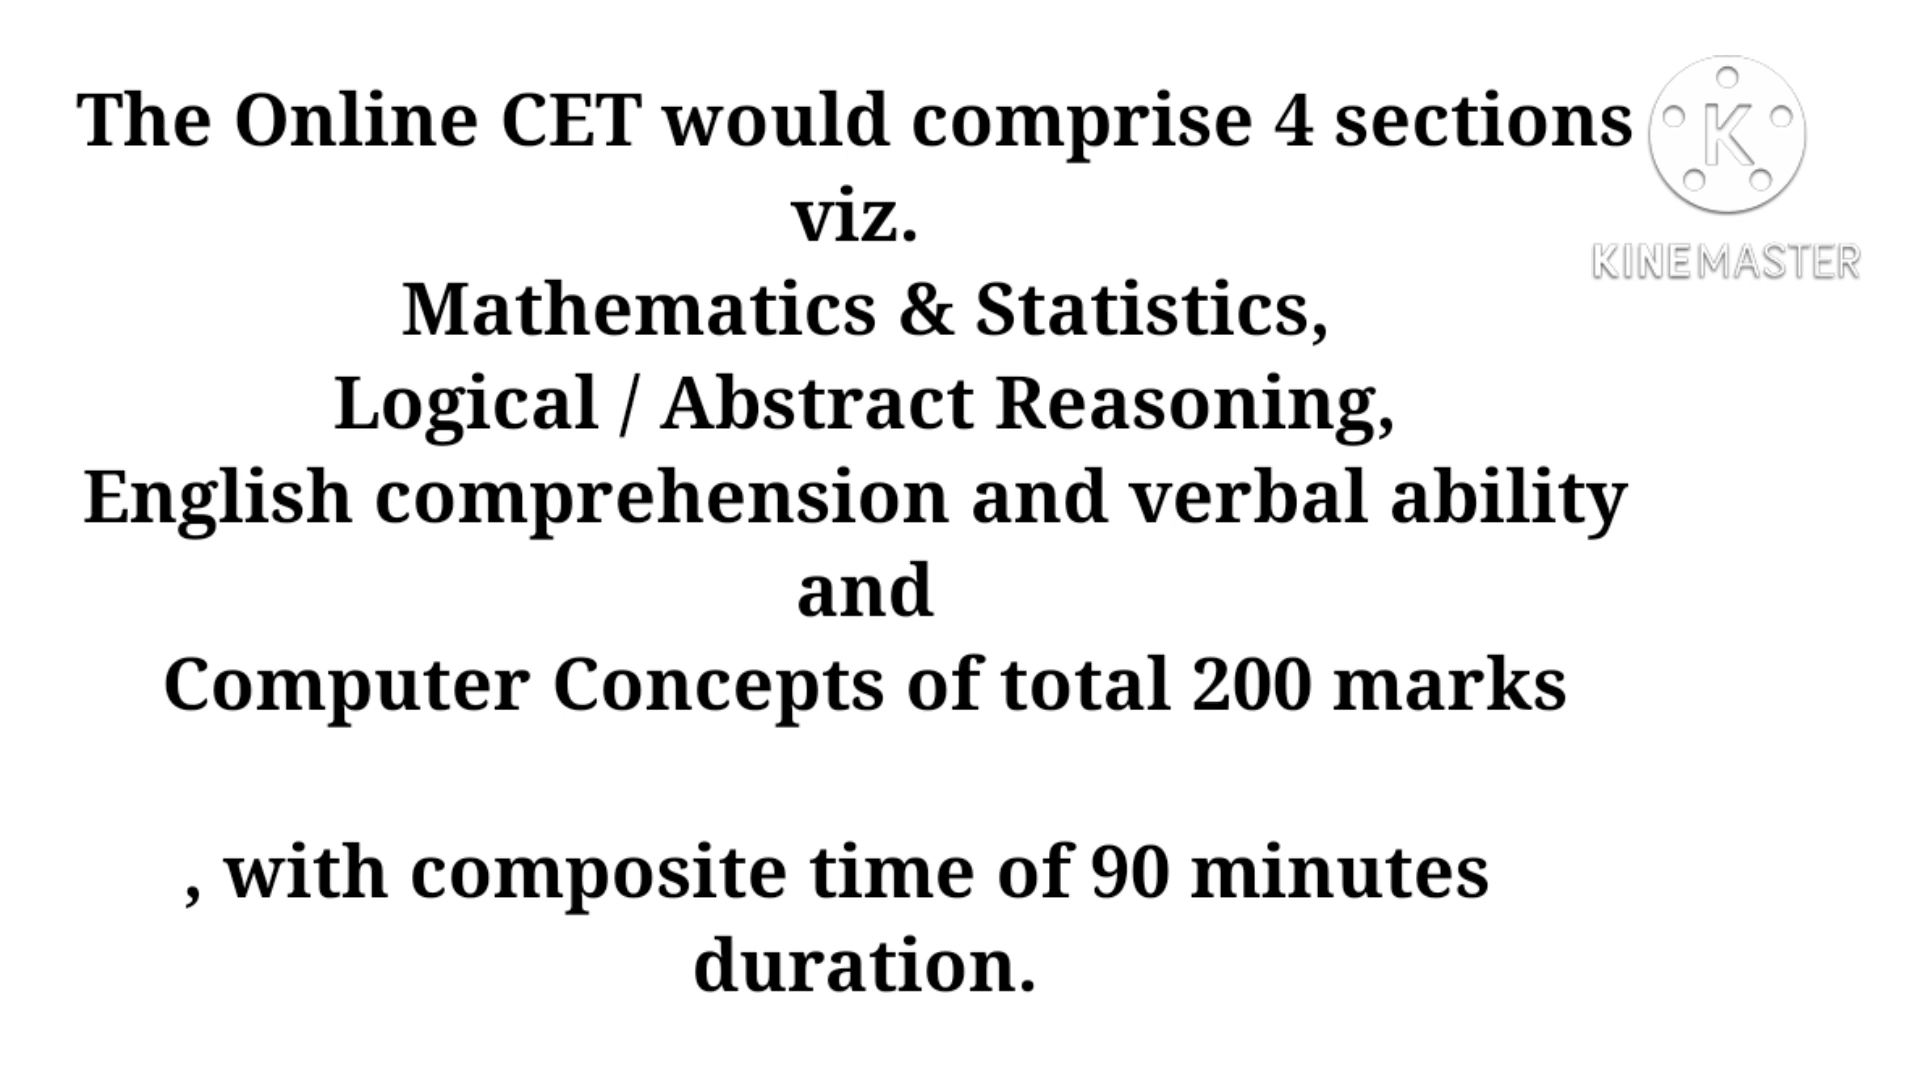 The Online CET would comprise 4 sections
viz.
Mathematics & Statistics,
Logical / Abstract Reasoning,
English comprehension and verbal ability
and
Computer Concepts of total 200 marks
, with composite time of 90 minutes
duration.
K
KINEMASTER